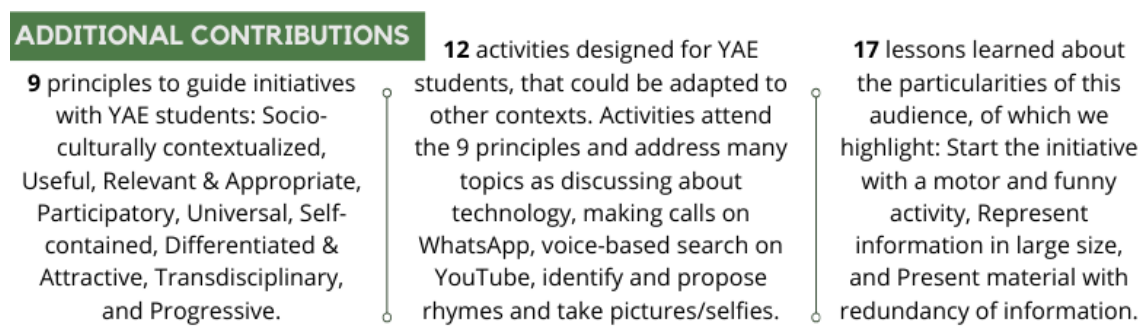 ADDITIONAL CONTRIBUTIONS
9 principles to guide initiatives
with YAE students: Socio-
culturally contextualized,
Useful, Relevant & Appropriate,
Participatory, Universal, Self-
contained, Differentiated &
Attractive, Transdisciplinary,
and Progressive.
12 activities designed for YAE
students, that could be adapted to
other contexts. Activities attend
the 9 principles and address many
topics as discussing about
technology, making calls on
WhatsApp, voice-based search on
YouTube, identify and propose
rhymes and take pictures/selfies.
17 lessons learned about
the particularities of this
audience, of which we
highlight: Start the initiative
with a motor and funny
activity, Represent
information in large size,
and Present material with
redundancy of information.